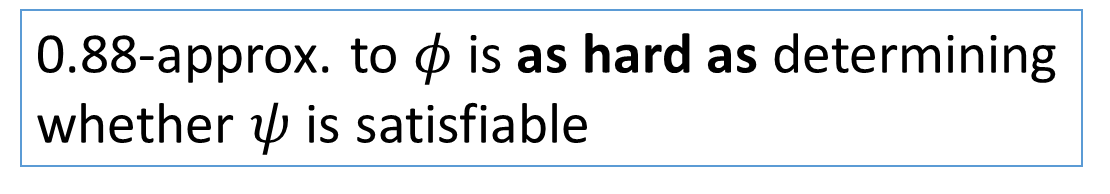 0.88-approx. to 𝜙 is as hard as determining
whether 𝜓 is satisfiable